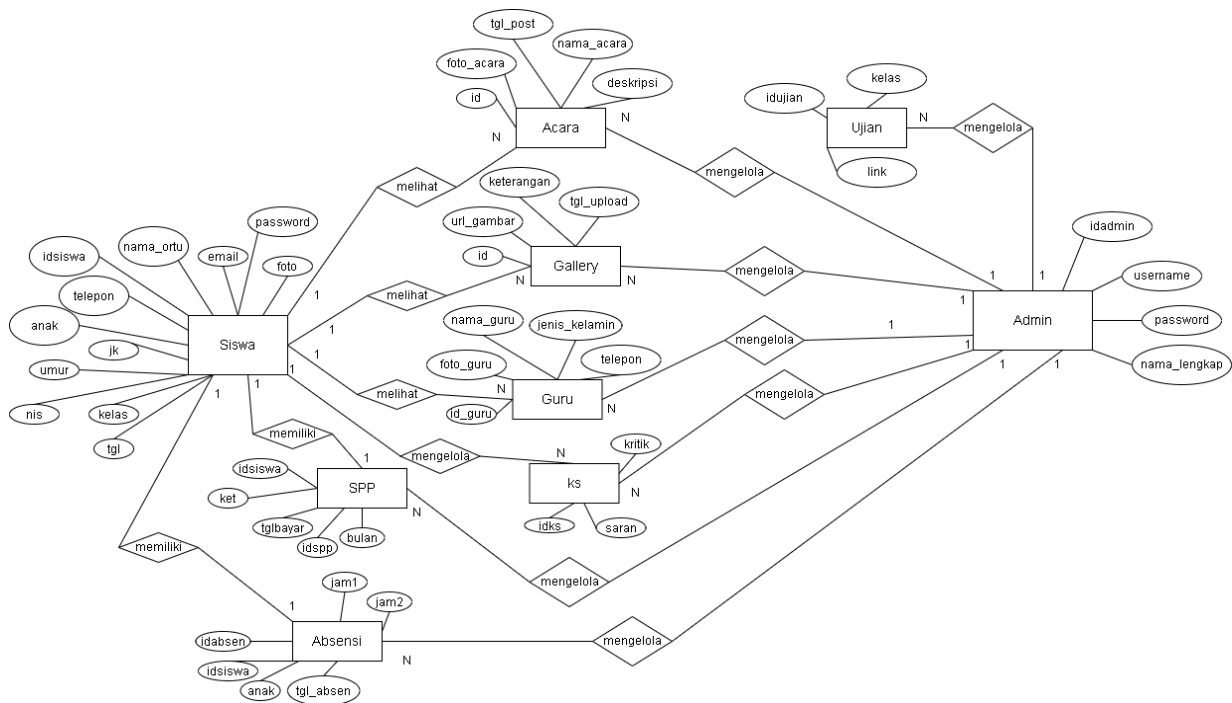 tgl_post
nama_acara
foto_acara
deskripsi
id
Acara
N
N
melihat
mengelola
kelas
idujian
Ujian
N
mengelola
link
keterangan
tgl_upload
url_gambar
id
Gallery
N
N
melihat
mengelola
idadmin
username
password
nama_lengkap
Admin
1
1
1
1
1
1
1
password
nama_ortu
email
foto
idsiswa
telepon
anak
jk
umur
nis
kelas
tgl
Siswa
1
1
1
1
1
1
nama_guru
jenis_kelamin
foto_guru
telepon
id_guru
Guru
N
N
melihat
mengelola
mengelola
mengelola
kritik
ks
N
N
idks
saran
memiliki
1
idsiswa
ket
SPP
N
tglbayar
idspp
bulan
mengelola
memiliki
1
jam1
jam2
idabsen
Absensi
N
idsiswa
anak
tgl_absen
mengelola